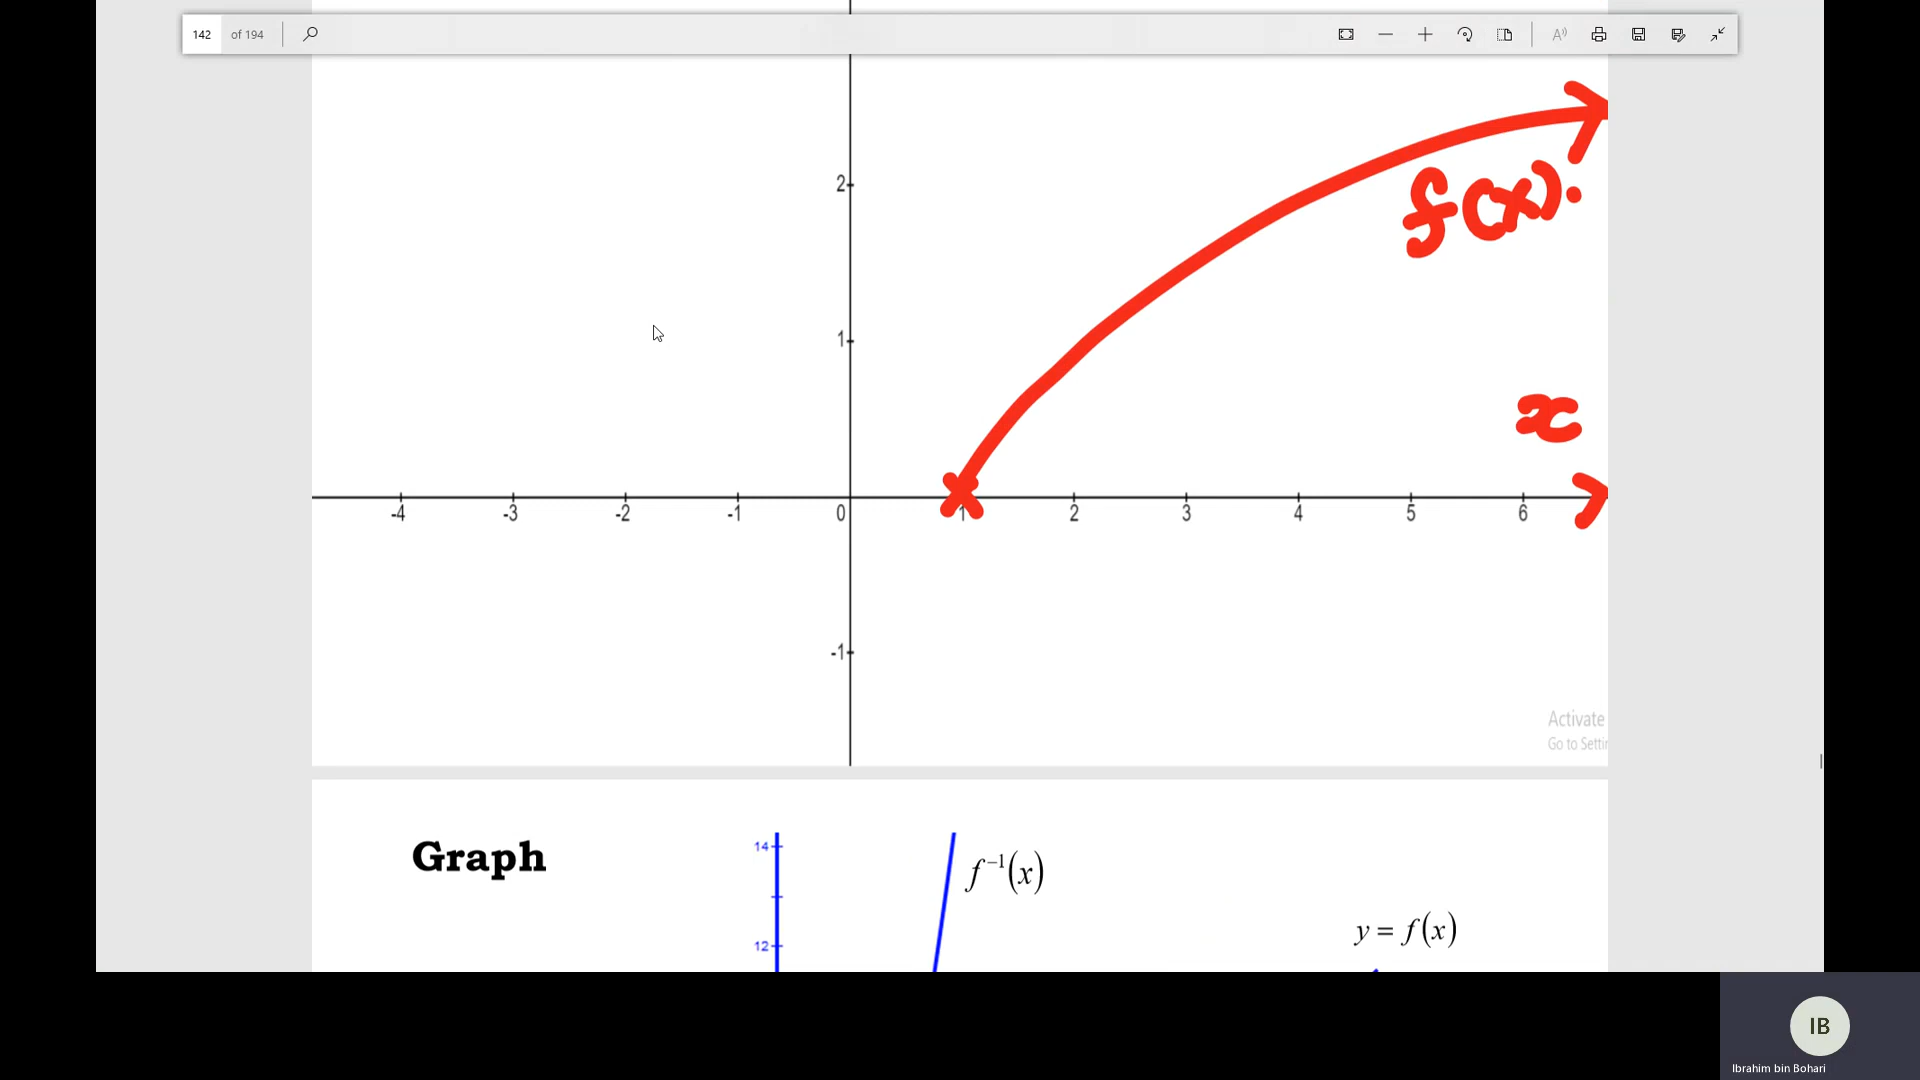 142 of 194
2
f(x).
1
x
-4 -3 -2 -1 0 1 2 3 4 5 6
-1
Activate
Go to Settin
Graph
14
f⁻¹(x)
y = f(x)
12
IB
Ibrahim bin Bohari